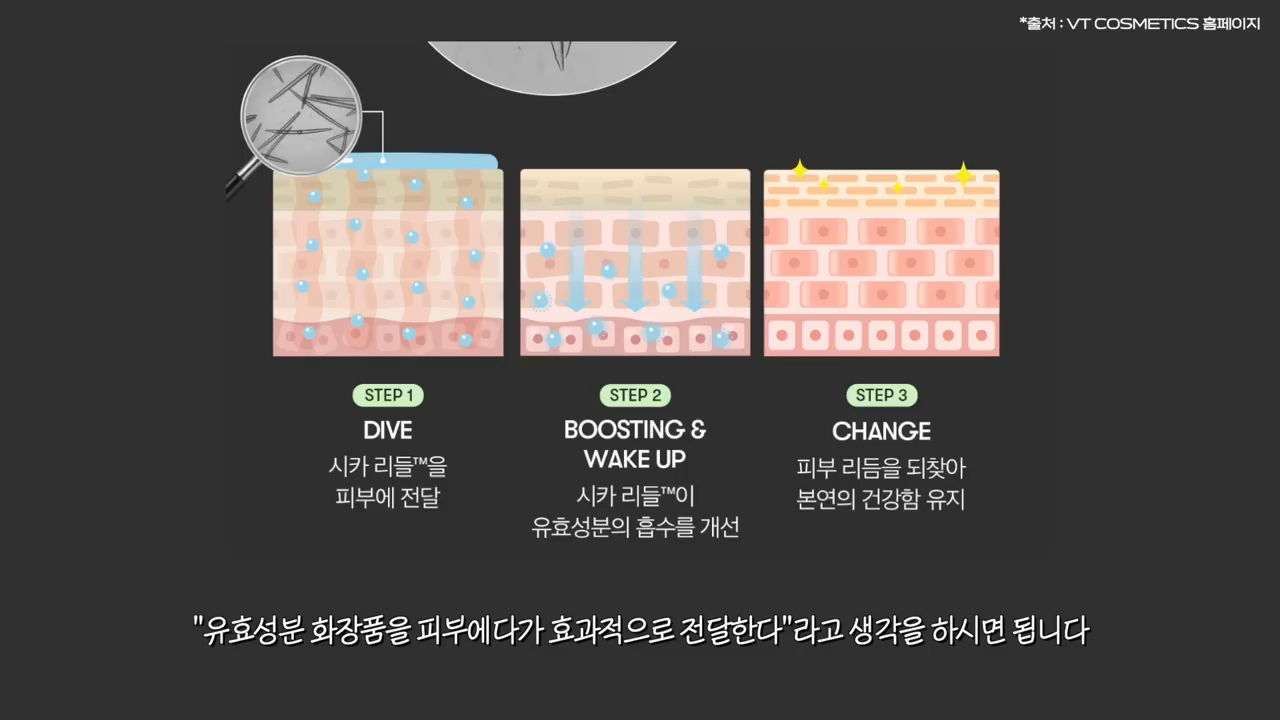 *출처 : VT COSMETICS 홈페이지
STEP 1
DIVE
시카 리들™을
피부에 전달
STEP 2
BOOSTING &
WAKE UP
시카 리들™이
유효성분의 흡수를 개선
STEP 3
CHANGE
피부 리듬을 되찾아
본연의 건강함 유지
"유효성분 화장품을 피부에다가 효과적으로 전달한다"라고 생각을 하시면 됩니다